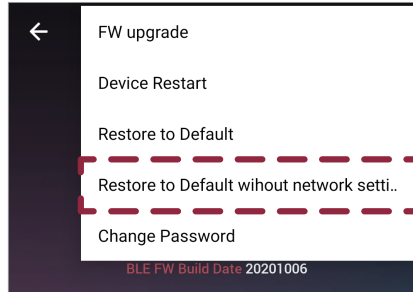 FW upgrade
Device Restart
Restore to Default
Restore to Default wihout network setti..
Change Password
BLE FW Build Date 20201006